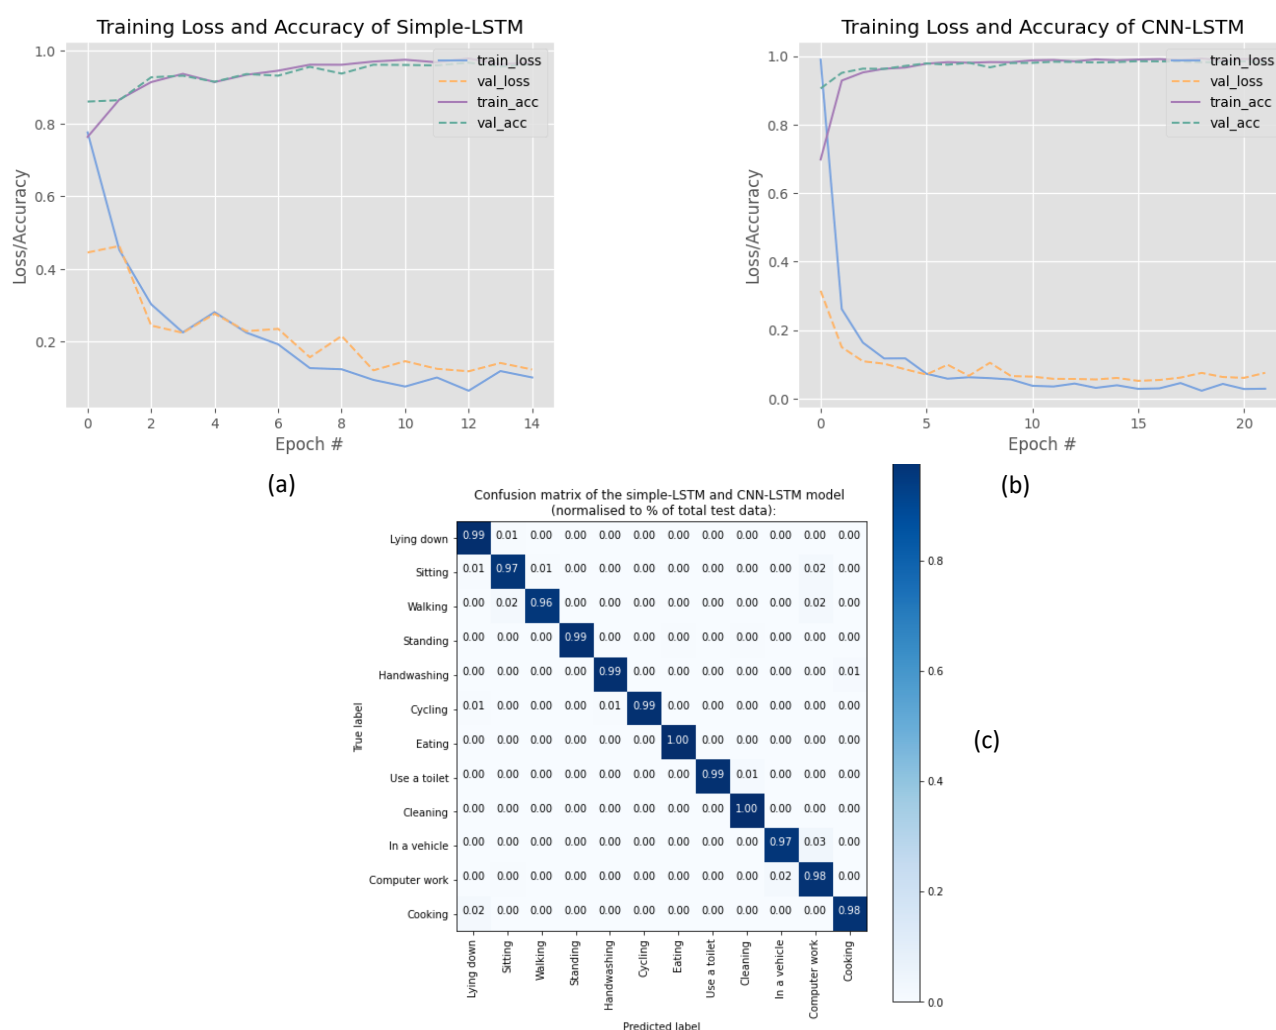 Training Loss and Accuracy of Simple-LSTM
1.0
0.8
0.6
0.4
0.2
Loss/Accuracy
0 2 4 6 8 10 12 14
Epoch #
train_loss
val_loss
train_acc
val_acc
(a)
Training Loss and Accuracy of CNN-LSTM
1.0
0.8
0.6
0.4
0.2
0.0
Loss/Accuracy
0 5 10 15 20
Epoch #
train_loss
val_loss
train_acc
val_acc
(b)
Confusion matrix of the simple-LSTM and CNN-LSTM model
(normalised to % of total test data):
True label
Lying down 0.99 0.01 0.00 0.00 0.00 0.00 0.00 0.00 0.00 0.00 0.00 0.00
Sitting 0.01 0.97 0.01 0.00 0.00 0.00 0.00 0.00 0.00 0.00 0.02 0.00
Walking 0.00 0.02 0.96 0.00 0.00 0.00 0.00 0.00 0.00 0.00 0.02 0.00
Standing 0.00 0.00 0.00 0.99 0.00 0.00 0.00 0.00 0.00 0.00 0.00 0.00
Handwashing 0.00 0.00 0.00 0.00 0.99 0.00 0.00 0.00 0.00 0.00 0.00 0.01
Cycling 0.01 0.00 0.00 0.00 0.01 0.99 0.00 0.00 0.00 0.00 0.00 0.00
Eating 0.00 0.00 0.00 0.00 0.00 0.00 1.00 0.00 0.00 0.00 0.00 0.00
Use a toilet 0.00 0.00 0.00 0.00 0.00 0.00 0.00 0.99 0.01 0.00 0.00 0.00
Cleaning 0.00 0.00 0.00 0.00 0.00 0.00 0.00 0.00 1.00 0.00 0.00 0.00
In a vehicle 0.00 0.00 0.00 0.00 0.00 0.00 0.00 0.00 0.00 0.97 0.03 0.00
Computer work 0.00 0.00 0.00 0.00 0.00 0.00 0.00 0.00 0.00 0.02 0.98 0.00
Cooking 0.02 0.00 0.00 0.00 0.00 0.00 0.00 0.00 0.00 0.00 0.00 0.98
Lying down
Sitting
Walking
Standing
Handwashing
Cycling
Eating
Use a toilet
Cleaning
In a vehicle
Computer work
Cooking
Predicted label
0.8
0.6
0.4
0.2
0.0
(c)